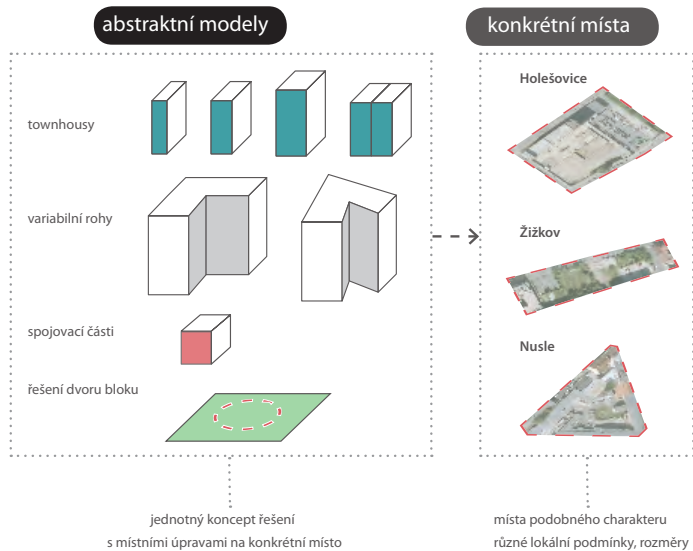 abstraktní modely
townhousy
variabilní rohy
spojovací části
řešení dvoru bloku
jednotný koncept řešení
s místními úpravami na konkrétní místo
konkrétní místa
Holešovice
Žižkov
Nusle
místa podobného charakteru
různé lokální podmínky, rozměry